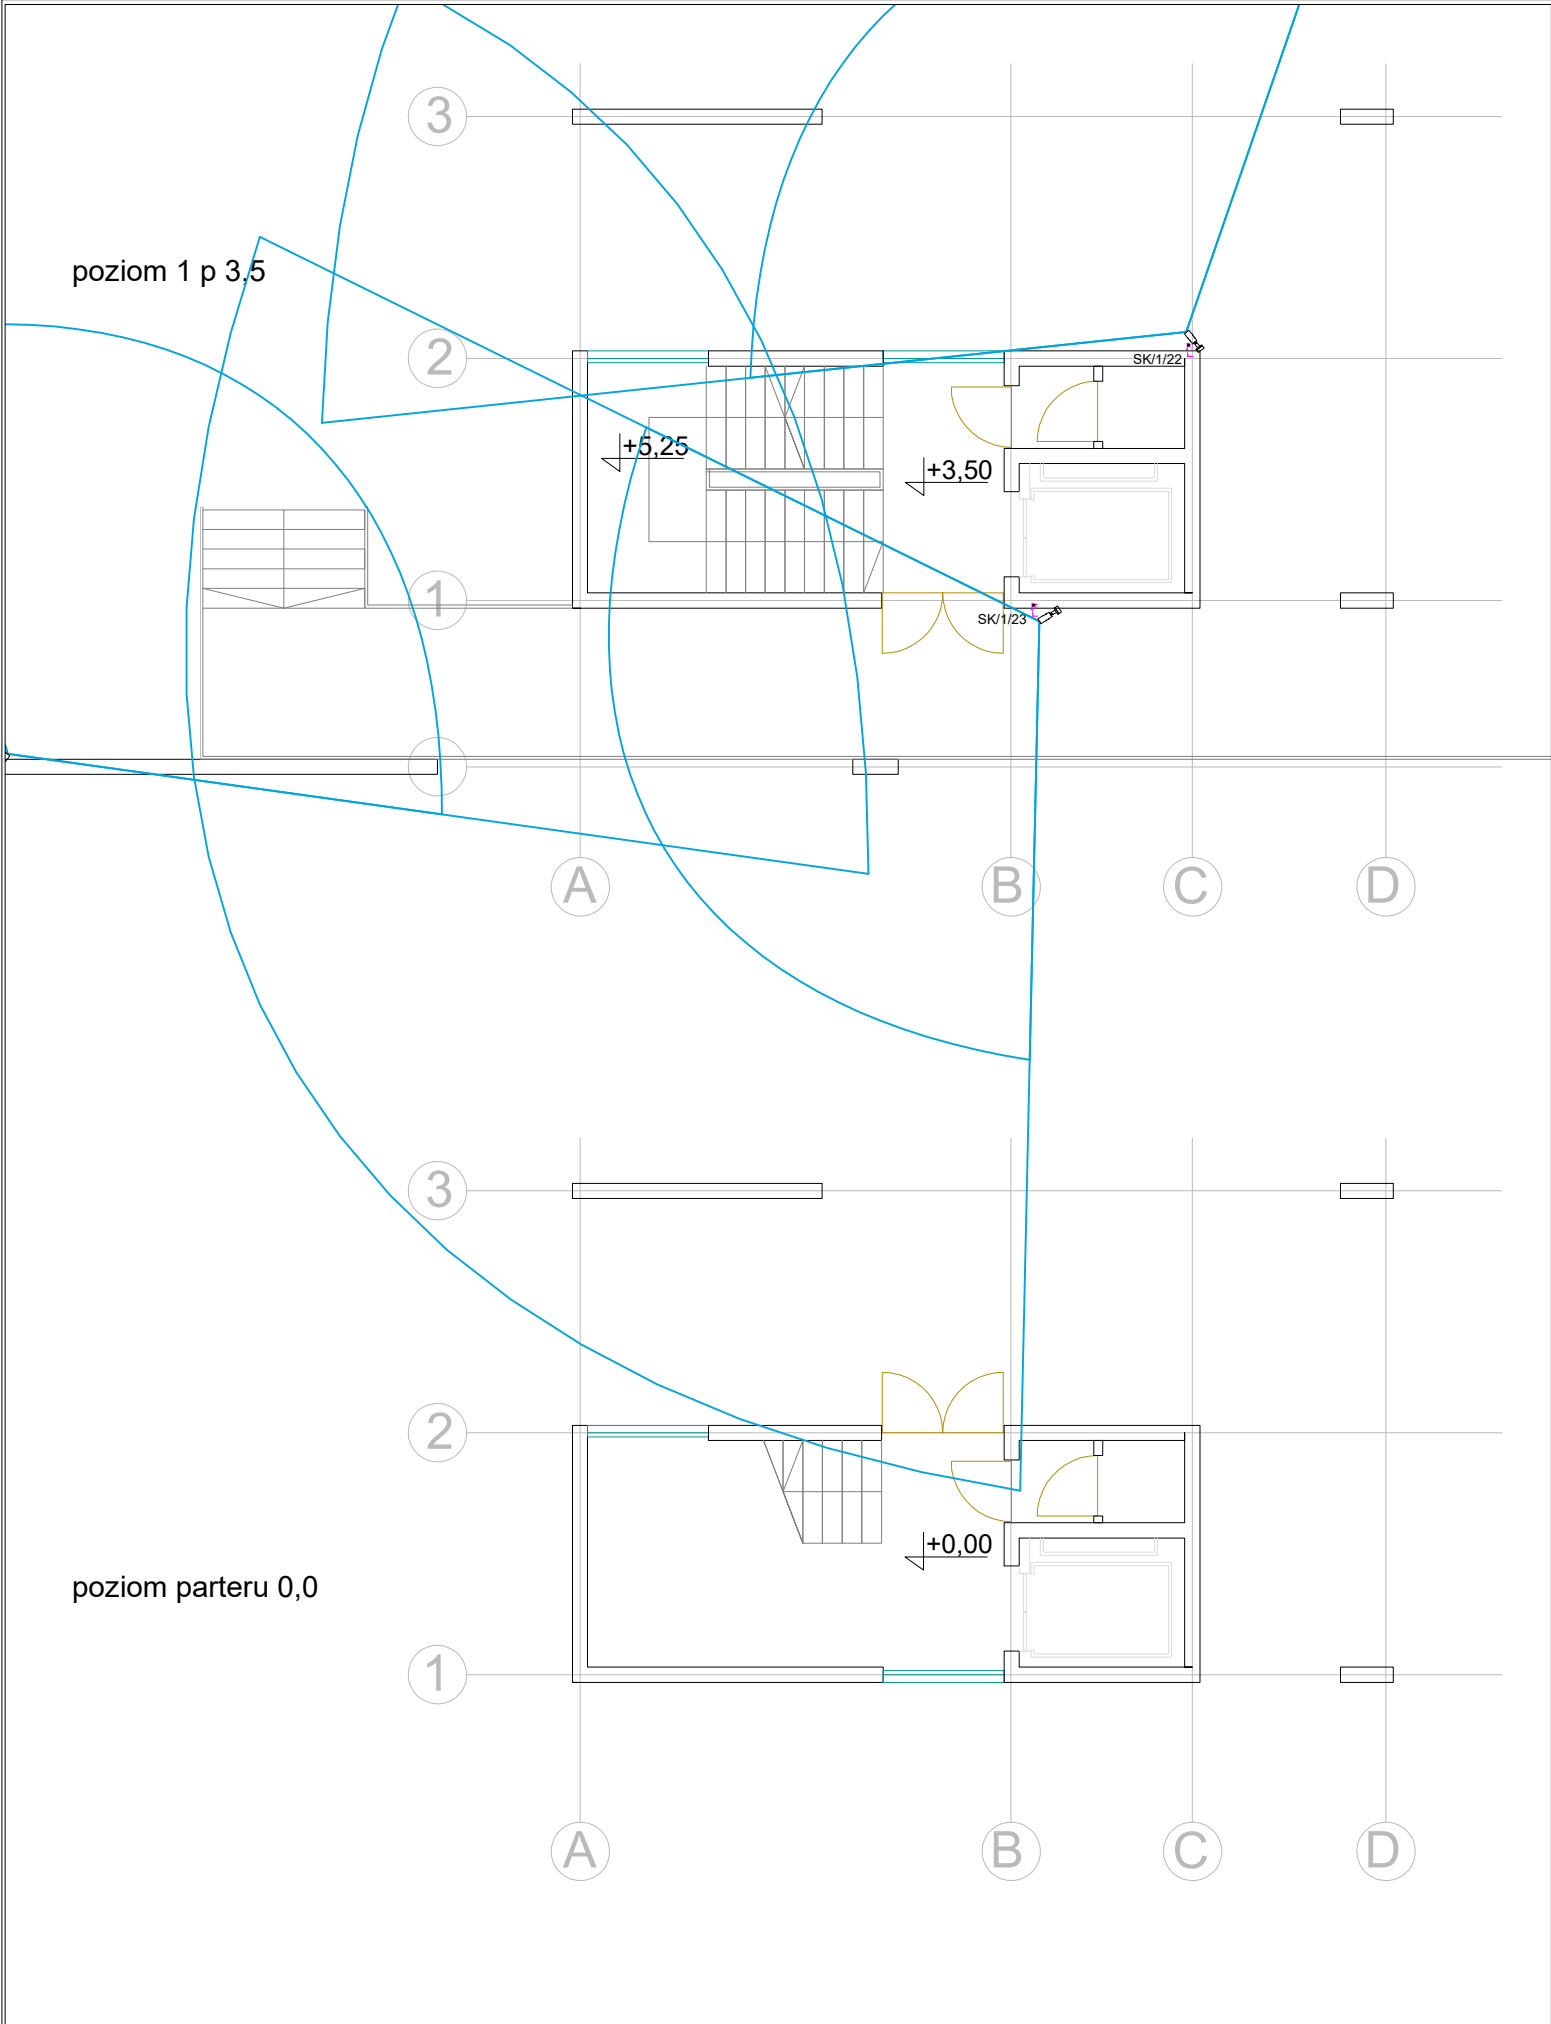 3
poziom 1 p 3,5
2
SK/1/22
+5,25
+3,50
1
SK/1/23
A
B
C
D
3
2
+0,00
poziom parteru 0,0
1
A
B
C
D